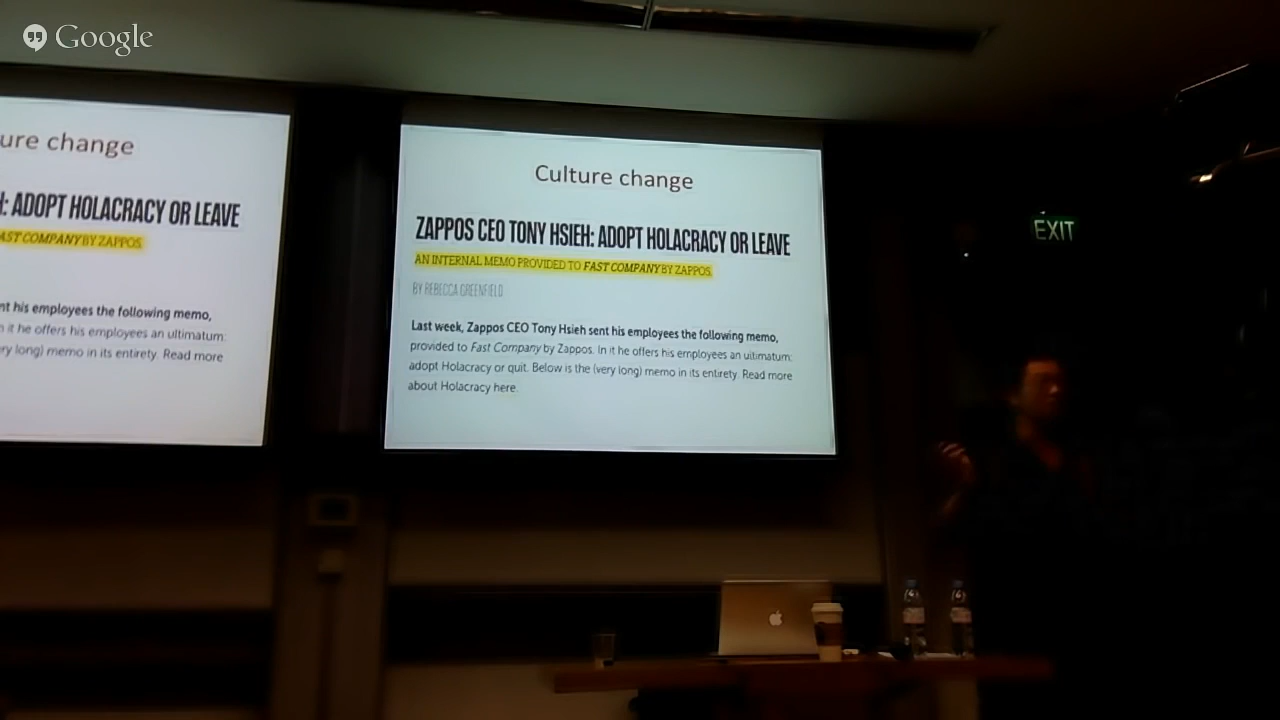 Google
ure change
H: ADOPT HOLACRACY OR LEAVE
AST COMPANY BY ZAPPOS.
nt his employees the following memo,
n it he offers his employees an ultimatum:
ry long) memo in its entirety. Read more
Culture change
ZAPPOS CEO TONY HSIEH: ADOPT HOLACRACY OR LEAVE
AN INTERNAL MEMO PROVIDED TO FAST COMPANY BY ZAPPOS.
BY REBECCA GREENFIELD
Last week, Zappos CEO Tony Hsieh sent his employees the following memo,
provided to Fast Company by Zappos. In it he offers his employees an ultimatum:
adopt Holacracy or quit. Below is the (very long) memo in its entirety. Read more
about Holacracy here.
EXIT